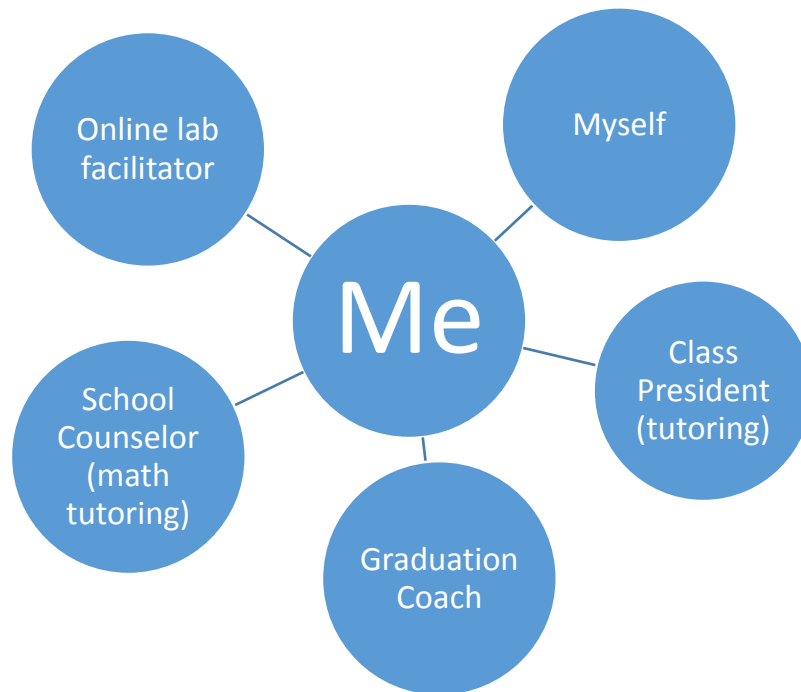 Online lab
facilitator
Myself
Me
Class
President
(tutoring)
School
Counselor
(math
tutoring)
Graduation
Coach